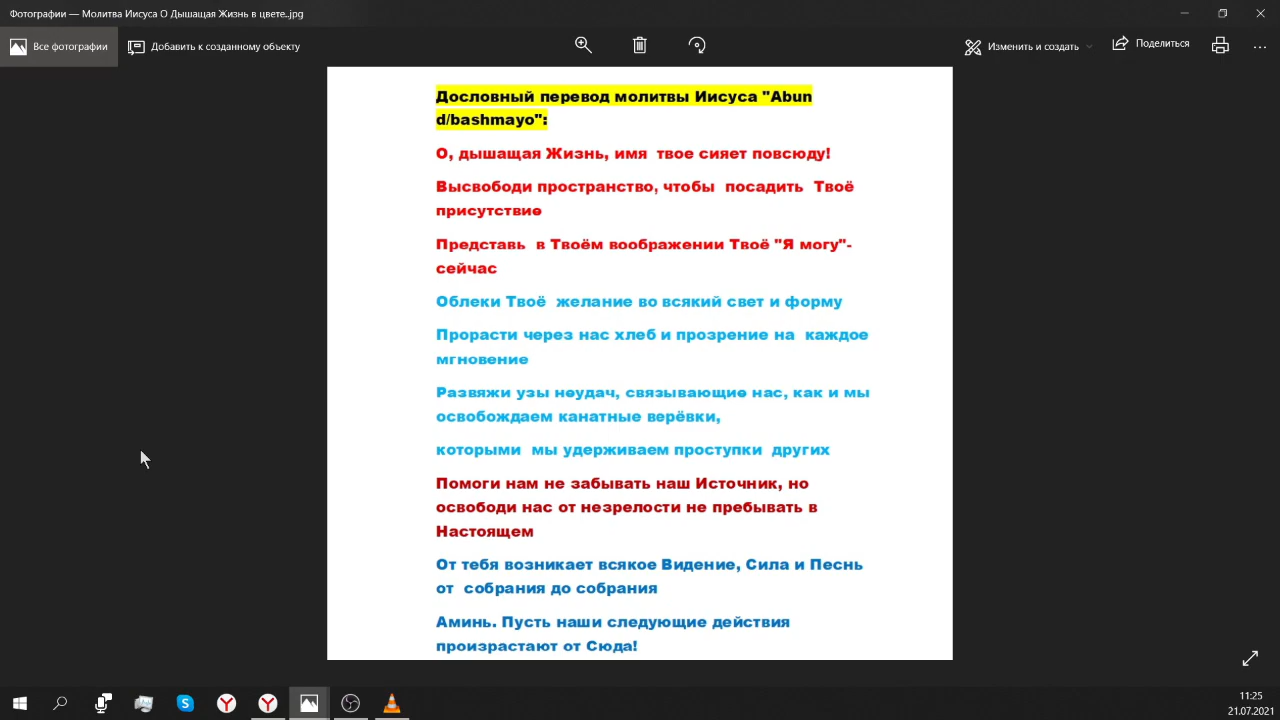 Фотографии — Молитва Иисуса О Дышащая Жизнь в цвете..jpg
Все фотографии
Добавить к созданному объекту
Изменить и создать
Поделиться
Дословный перевод молитвы Иисуса "Abun
d/bashmayo":
О, дышащая Жизнь, имя твое сияет повсюду!
Высвободи пространство, чтобы посадить Твоё
присутствие
Представь в Твоём воображении Твоё "Я могу"-
сейчас
Облеки Твоё желание во всякий свет и форму
Прорасти через нас хлеб и прозрение на каждое
мгновение
Развяжи узы неудач, связывающие нас, как и мы
освобождаем канатные верёвки,
которыми мы удерживаем проступки других
Помоги нам не забывать наш Источник, но
освободи нас от незрелости не пребывать в
Настоящем
От тебя возникает всякое Видение, Сила и Песнь
от собрания до собрания
Аминь. Пусть наши следующие действия
произрастают от Сюда!
11:25
21.07.2021